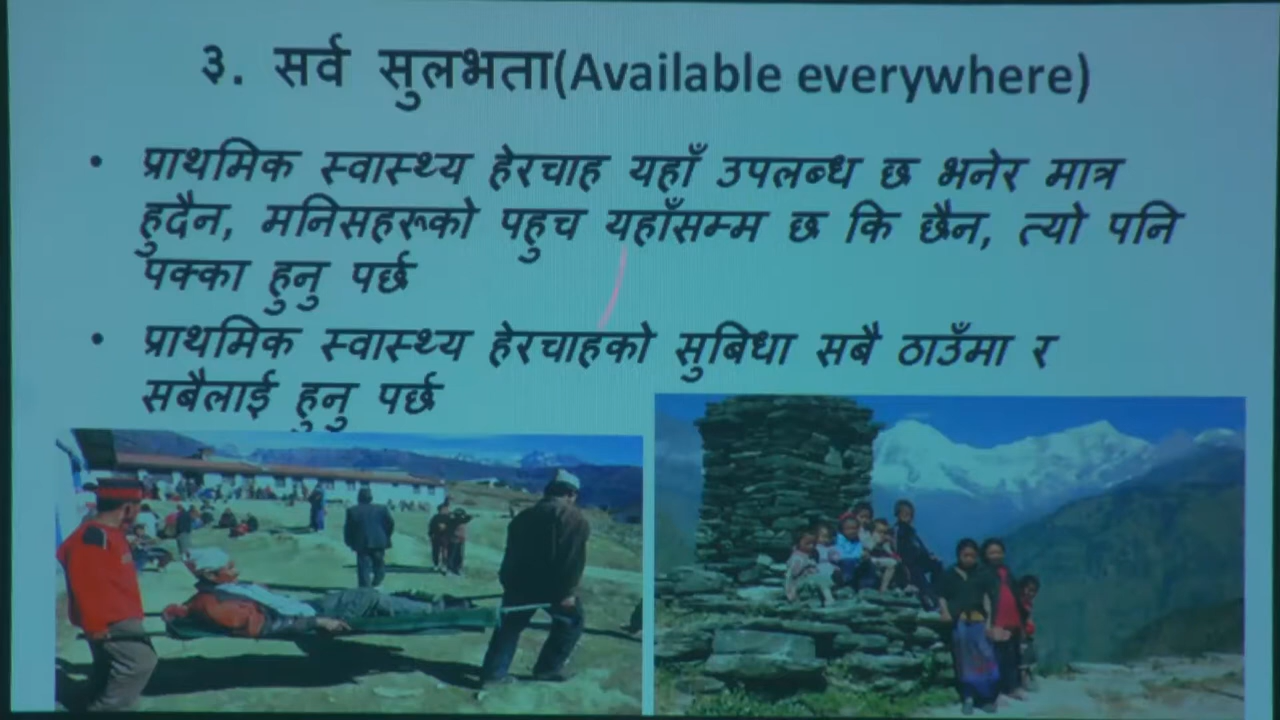 ३. सर्व सुलभता(Available everywhere)
• प्राथमिक स्वास्थ्य हेरचाह यहाँ उपलब्ध छ भनेर मात्र
हुदैन, मनिसहरूको पहुच यहाँसम्म छ कि छैन, त्यो पनि
पक्का हुनु पर्छ
• प्राथमिक स्वास्थ्य हेरचाहको सुबिधा सबै ठाउँमा र
सबैलाई हुनु पर्छ